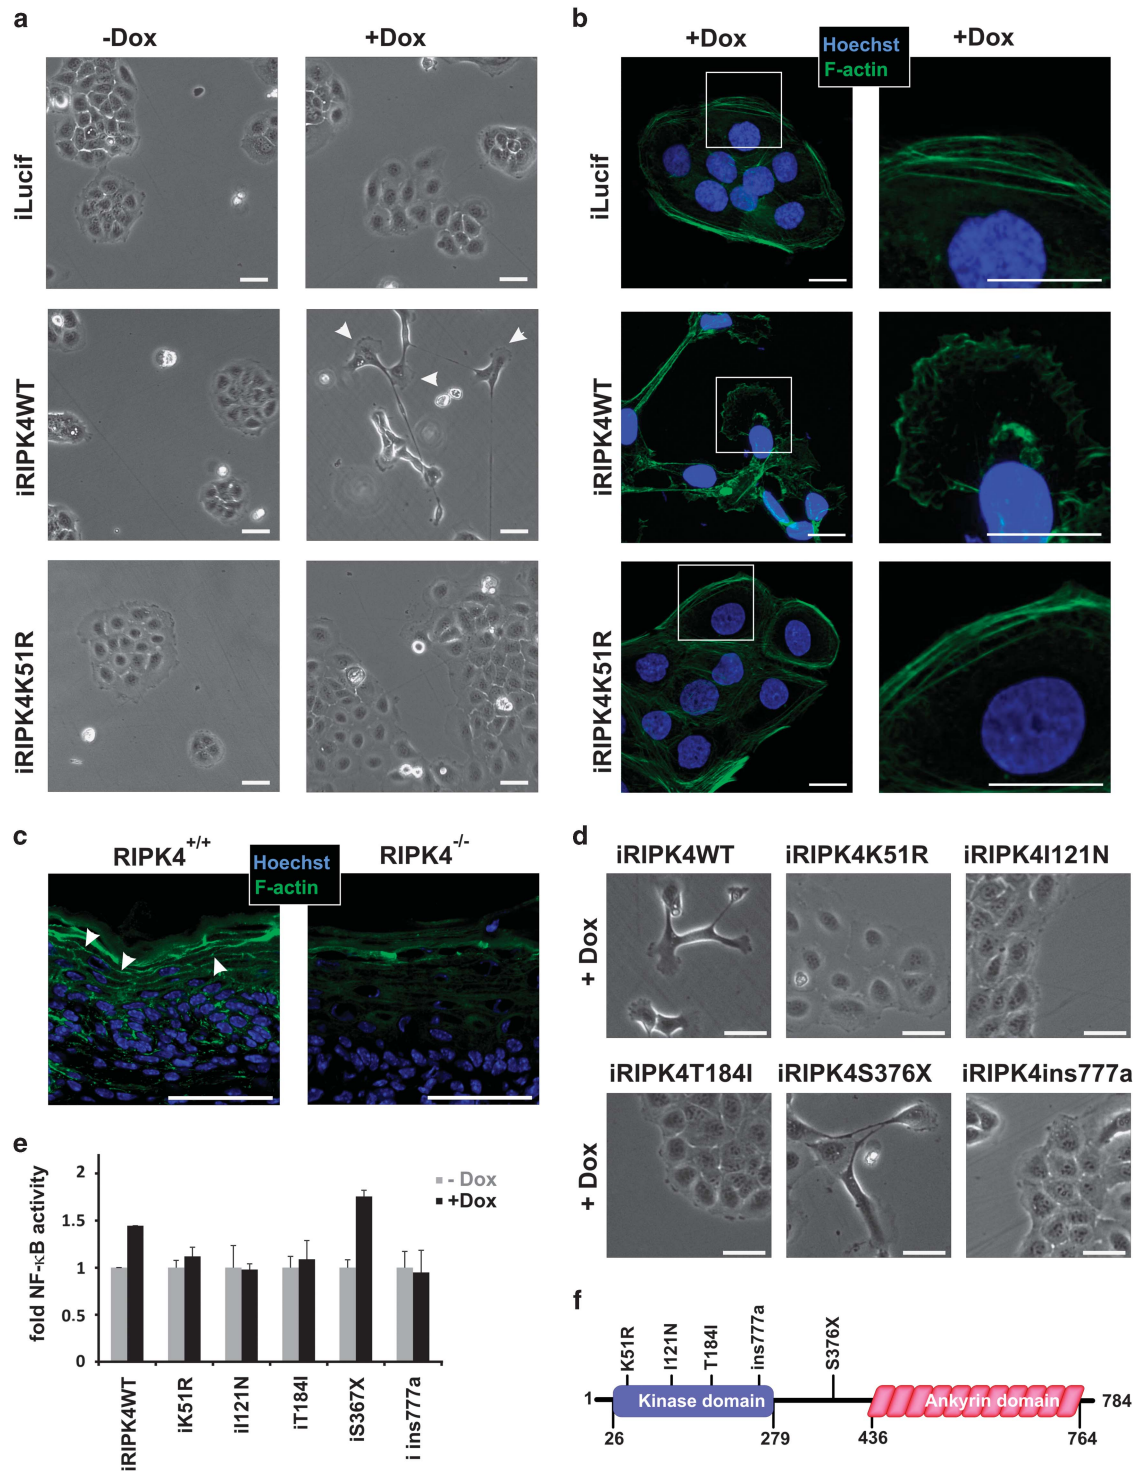 a
-Dox
+Dox
iLucif
iRIPK4WT
iRIPK4K51R
b
+Dox
Hoechst
F-actin
+Dox
iLucif
iRIPK4WT
iRIPK4K51R
c
RIPK4+/+
Hoechst
F-actin
RIPK4-/-
d
iRIPK4WT
iRIPK4K51R
iRIPK4I121N
+ Dox
iRIPK4T184I
iRIPK4S376X
iRIPK4ins777a
+ Dox
e
fold NF-κB activity
2
1.5
1
0.5
0
- Dox
+Dox
iRIPK4WT
iK51R
iI121N
iT184I
iS367X
i ins777a
f
K51R
I121N
T184I
ins777a
S376X
1
Kinase domain
Ankyrin domain
784
26
279
436
764